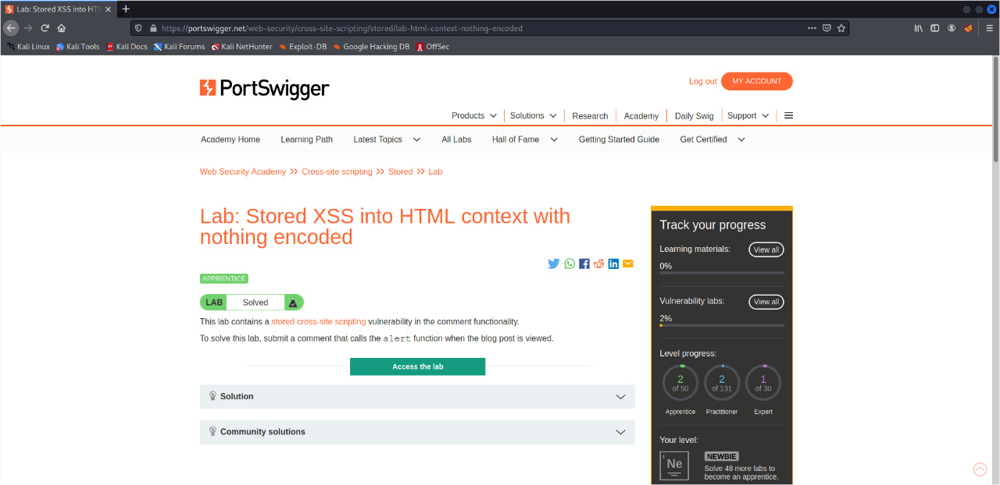 Lab: Stored XSS into HTM
https://portswigger.net/web-security/cross-site-scripting/stored/lab-html-context-nothing-encoded
Kali Linux Kali Tools Kali Docs Kali Forums Kali NetHunter Exploit-DB Google Hacking DB OffSec
PortSwigger
Log out MY ACCOUNT
Products Solutions Research Academy Daily Swig Support
Academy Home Learning Path Latest Topics All Labs Hall of Fame Getting Started Guide Get Certified
Web Security Academy Cross-site scripting Stored Lab
Lab: Stored XSS into HTML context with
nothing encoded
APPRENTICE
LAB Solved
This lab contains a stored cross-site scripting vulnerability in the comment functionality.
To solve this lab, submit a comment that calls the alert function when the blog post is viewed.
Access the lab
Solution
Community solutions
Track your progress
Learning materials: View all
0%
Vulnerability labs: View all
2%
Level progress:
2 2 1
of 50 of 131 of 30
Apprentice Practitioner Expert
Your level:
Ne
NEWBIE
Solve 48 more labs to
become an apprentice.